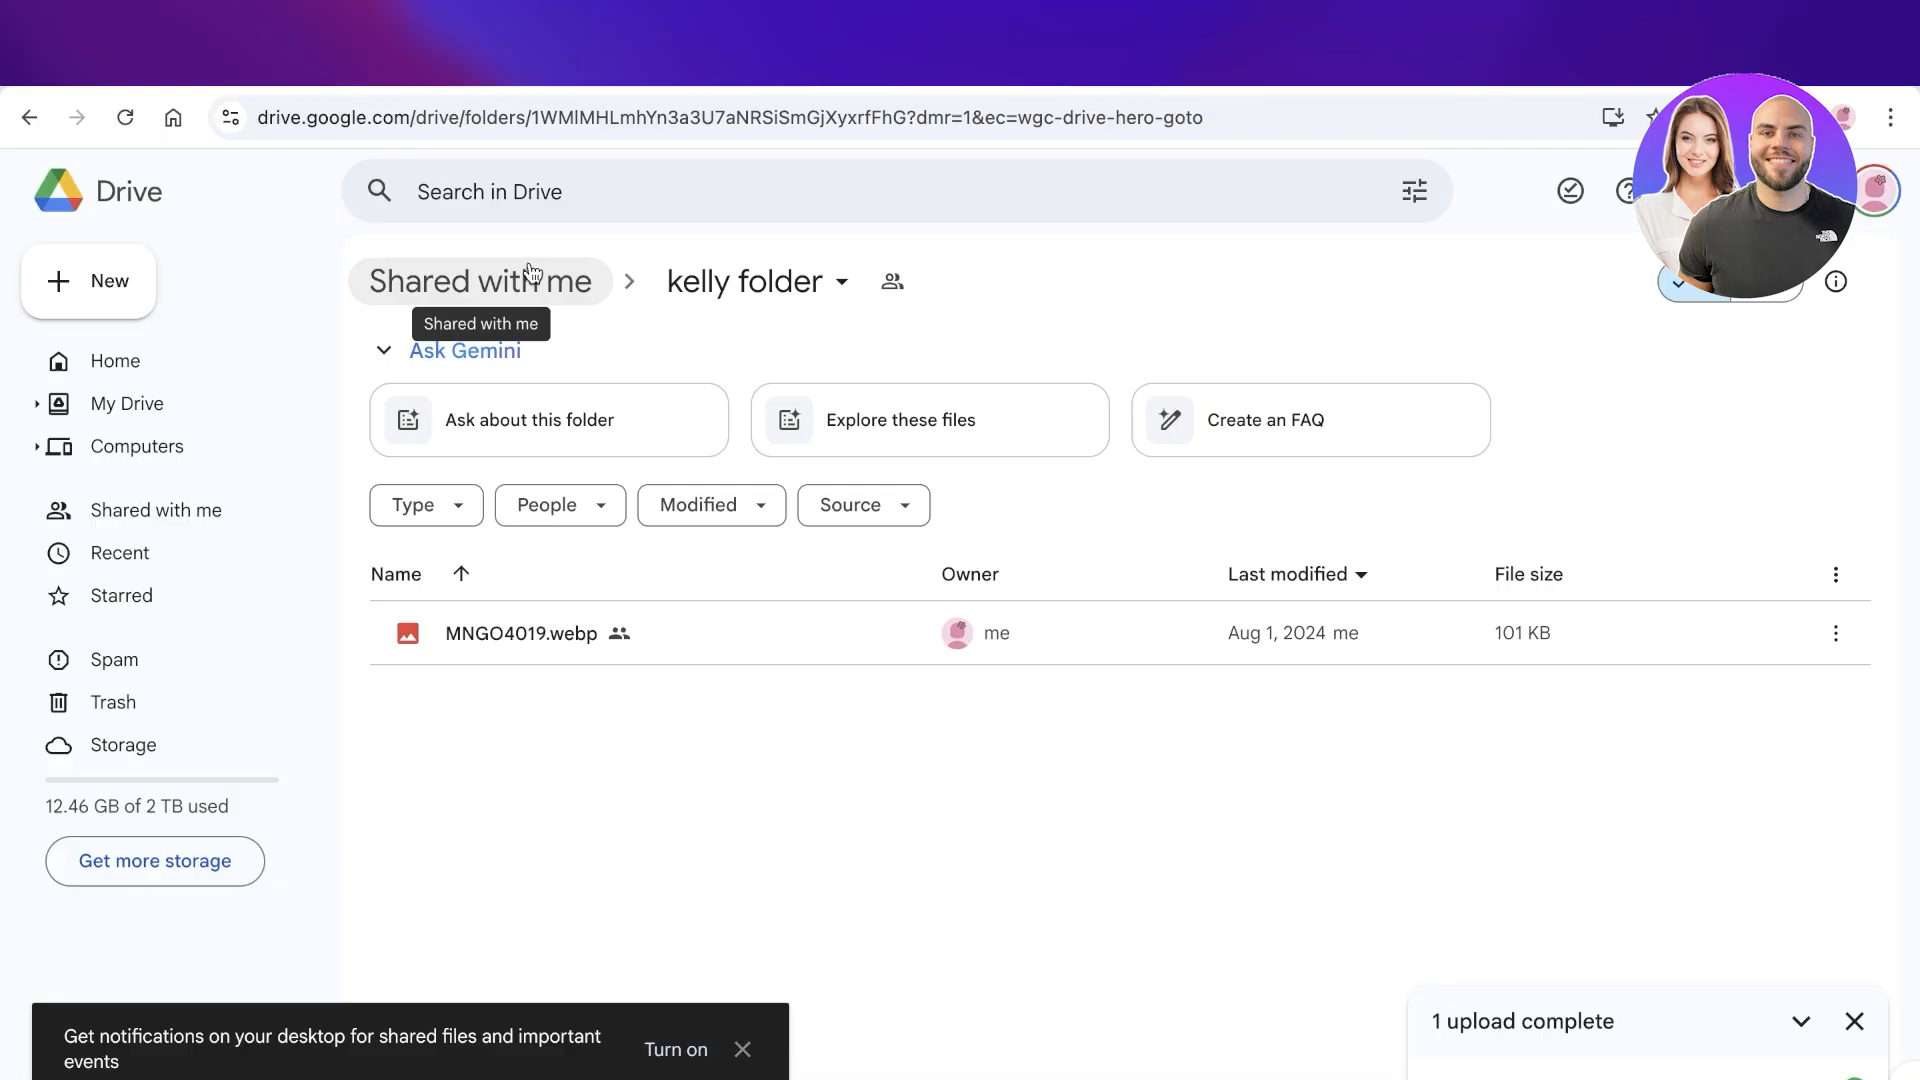 drive.google.com/drive/folders/1WMlMHLmhYn3a3U7aNRSiSmGjXyxrfFhG?dmr=1&ec=wgc-drive-hero-goto
Drive
Search in Drive
New
Shared with me
kelly folder
Shared with me
Ask Gemini
Home
My Drive
Computers
Shared with me
Recent
Starred
Spam
Trash
Storage
12.46 GB of 2 TB used
Get more storage
Ask about this folder
Explore these files
Create an FAQ
Type
People
Modified
Source
Name
Owner
Last modified
File size
MNGO4019.webp
me
Aug 1, 2024 me
101 KB
Get notifications on your desktop for shared files and important
events
Turn on
1 upload complete